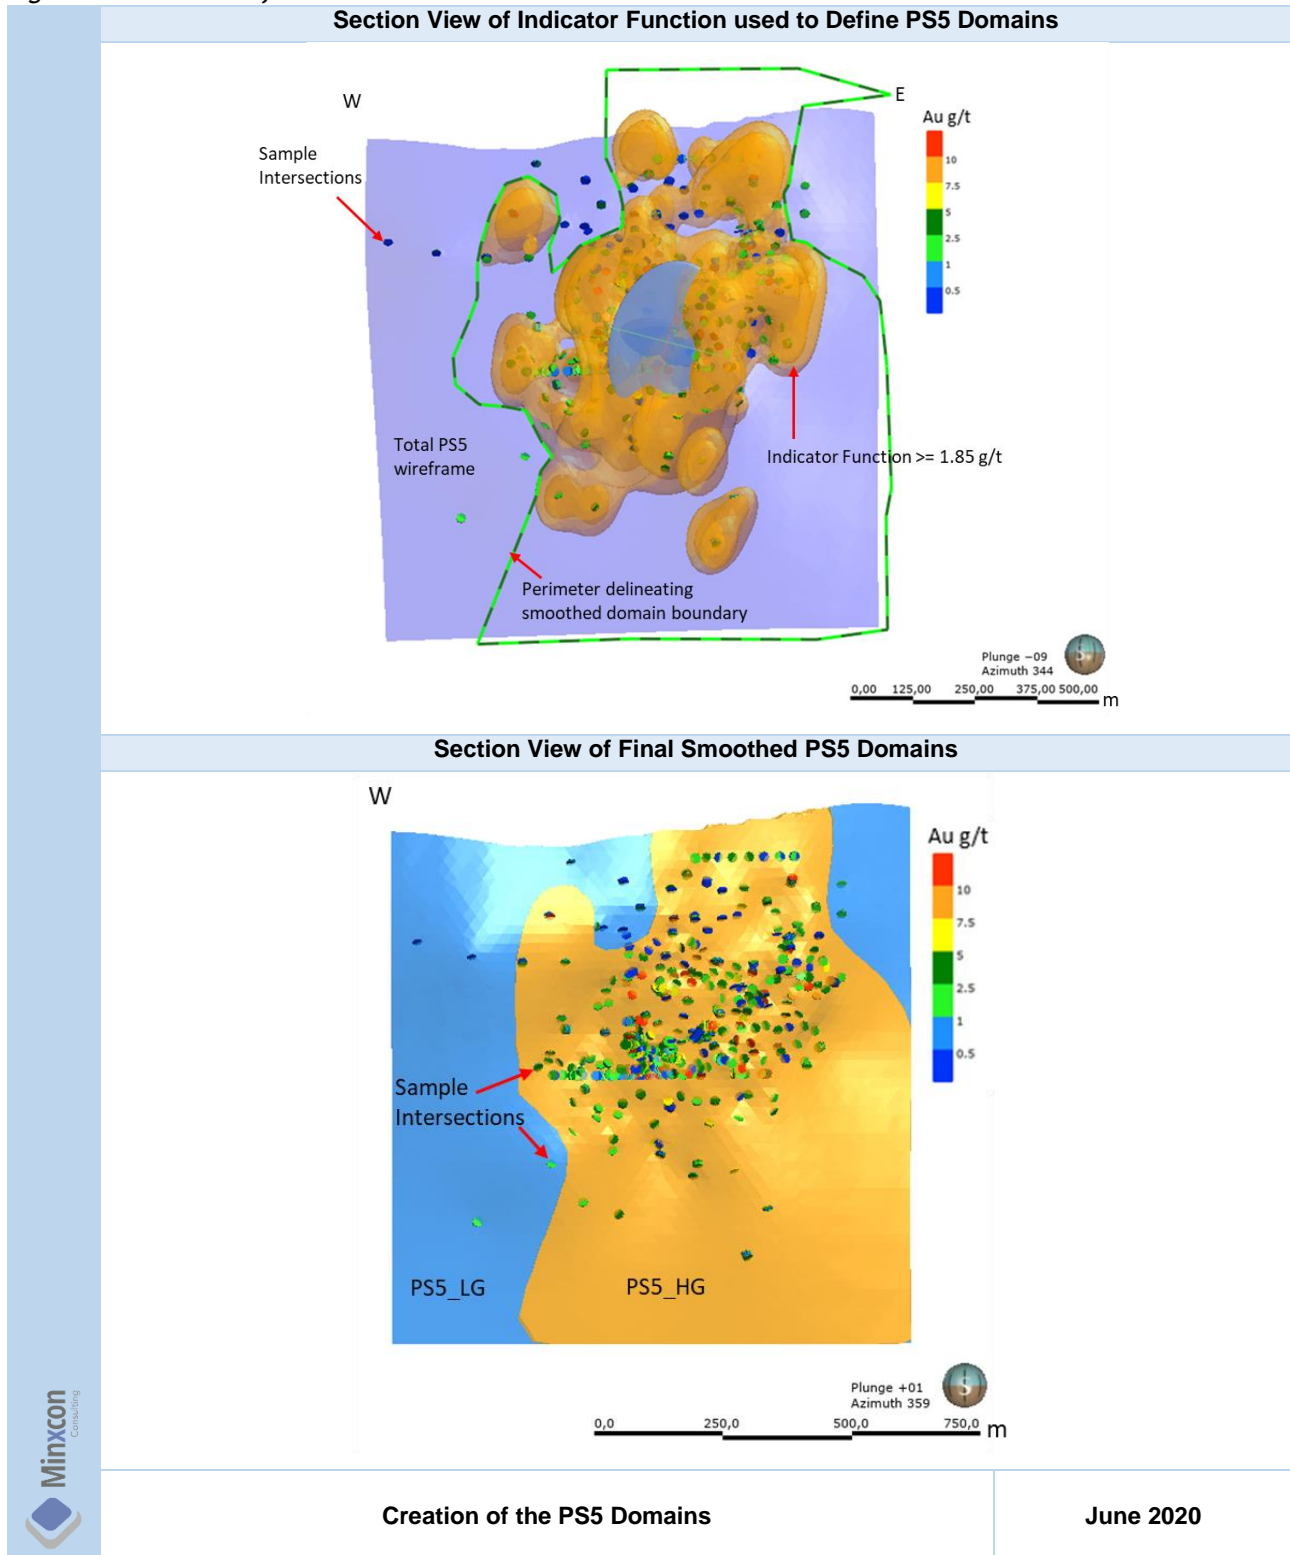 Section View of Indicator Function used to Define PS5 Domains
W
E
Au g/t
10
7.5
5
2.5
1
0.5
Sample
Intersections
Total PS5
wireframe
Indicator Function >= 1.85 g/t
Perimeter delineating
smoothed domain boundary
Plunge −09
Azimuth 344
S
0,00 125,00 250,00 375,00 500,00
m
Section View of Final Smoothed PS5 Domains
W
Au g/t
10
7.5
5
2.5
1
0.5
Sample
Intersections
PS5_LG
PS5_HG
Plunge +01
Azimuth 359
S
0,0 250,0 500,0 750,0
m
Minxcon
Consulting
Creation of the PS5 Domains
June 2020